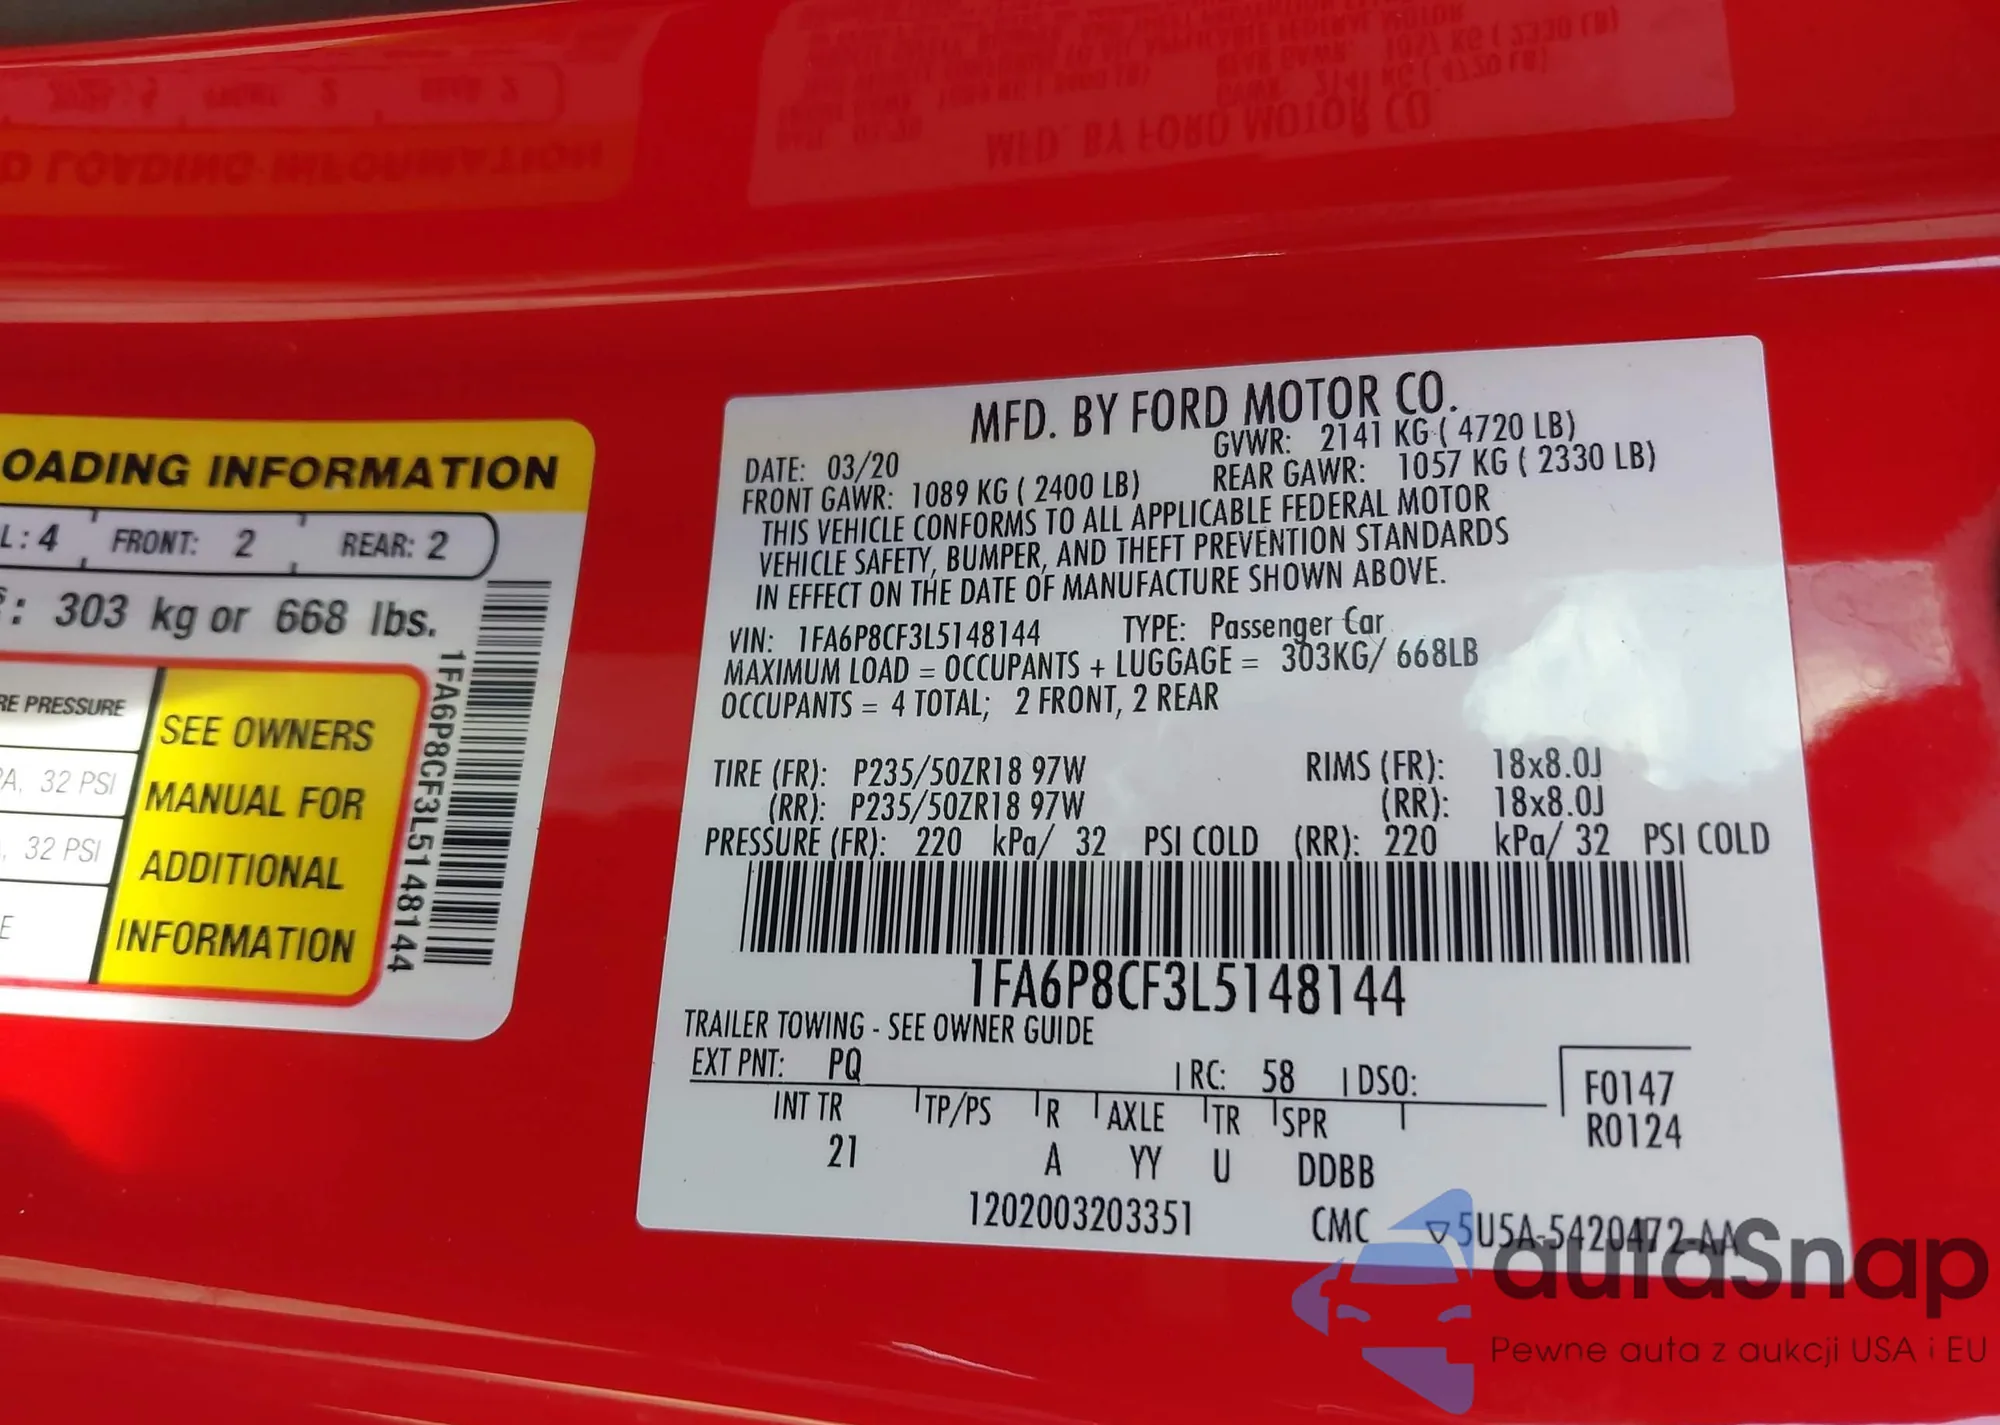 OADING INFORMATION
L: 4 FRONT: 2 REAR: 2
: 303 kg or 668 lbs.
RE PRESSURE
A, 32 PSI
, 32 PSI
E
SEE OWNERS
MANUAL FOR
ADDITIONAL
INFORMATION
1FA6P8CF3L5148144
MFD. BY FORD MOTOR CO.
DATE: 03/20 GVWR: 2141 KG ( 4720 LB)
FRONT GAWR: 1089 KG ( 2400 LB) REAR GAWR: 1057 KG ( 2330 LB)
THIS VEHICLE CONFORMS TO ALL APPLICABLE FEDERAL MOTOR
VEHICLE SAFETY, BUMPER, AND THEFT PREVENTION STANDARDS
IN EFFECT ON THE DATE OF MANUFACTURE SHOWN ABOVE.
VIN: 1FA6P8CF3L5148144 TYPE: Passenger Car
MAXIMUM LOAD = OCCUPANTS + LUGGAGE = 303KG/ 668LB
OCCUPANTS = 4 TOTAL; 2 FRONT, 2 REAR
TIRE (FR): P235/50ZR18 97W RIMS (FR): 18x8.0J
(RR): P235/50ZR18 97W (RR): 18x8.0J
PRESSURE (FR): 220 kPa/ 32 PSI COLD (RR): 220 kPa/ 32 PSI COLD
1FA6P8CF3L5148144
TRAILER TOWING - SEE OWNER GUIDE
EXT PNT: PQ RC: 58 DSO: F0147
INT TR TP/PS R AXLE TR SPR R0124
21 A YY U DDBB
1202003203351 CMC ▽5U5A-5420472-AA
autaSnap
Pewne auta z aukcji USA i EU